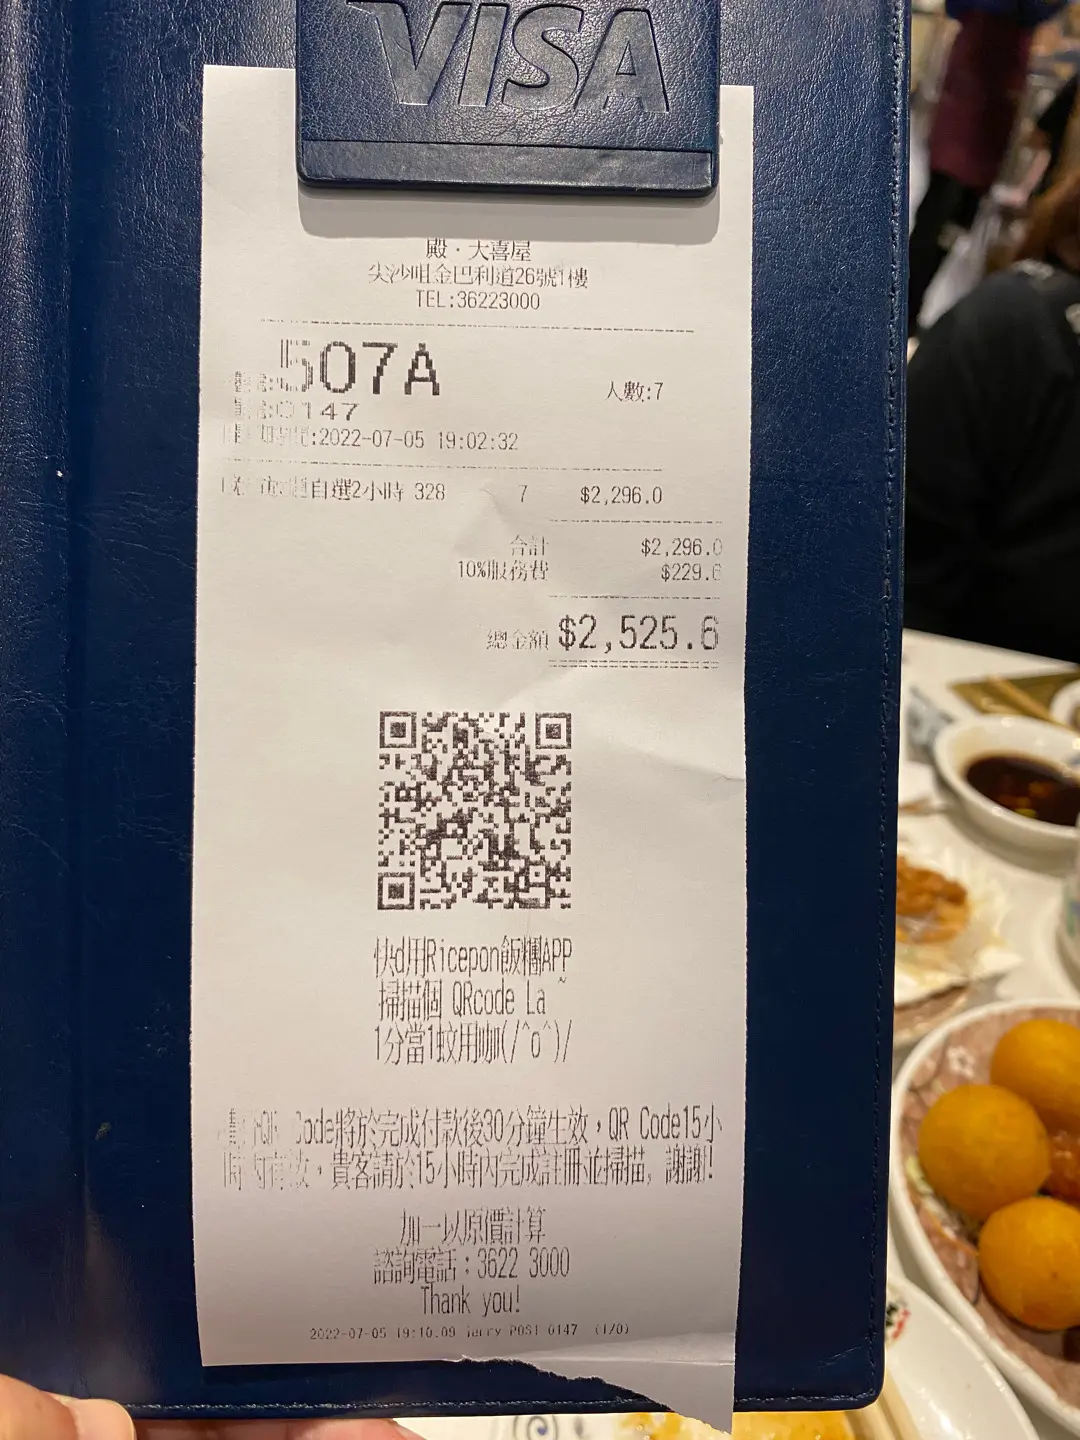 VISA
殿．大喜屋
尖沙咀金巴利道26號1樓
TEL:36223000
507A
人數:7
0147
:2022-07-05 19:02:32
自選2小時 328 7 $2,296.0
合計 $2,296.0
10%服務費 $229.6
總金額 $2,525.6
快d用Ricepon飯糰APP
掃描個 QRcode La~
1分當1蚊用咖(/^o^)/
Code將於完成付款後30分鐘生效，QR Code15小
時內有效，貴客請於15小時內完成註冊並掃描，謝謝!
加一以原價計算
諮詢電話：3622 3000
Thank you!
2022-07-05 19:10.09 POS1 0147 (1/0)